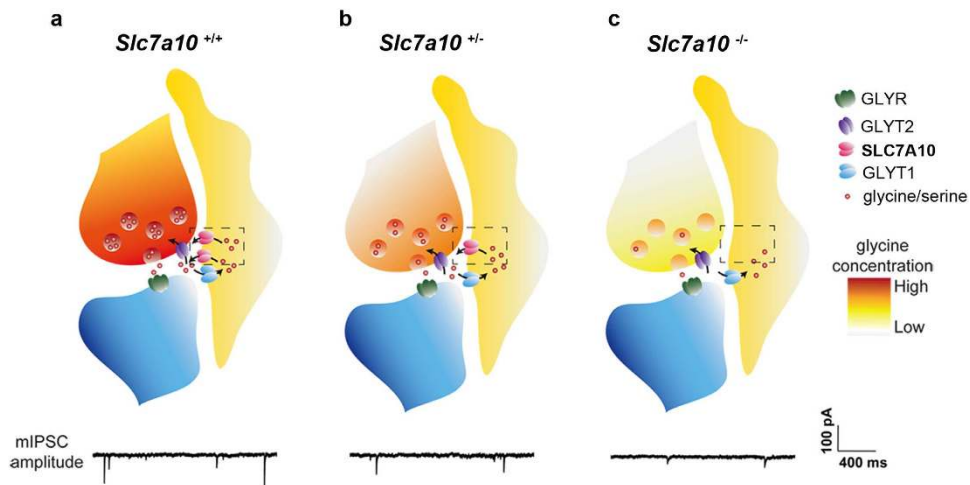 a
Slc7a10 +/+
b
Slc7a10 +/-
c
Slc7a10 -/-
GLYR
GLYT2
SLC7A10
GLYT1
glycine/serine
glycine
concentration
High
Low
mIPSC
amplitude
100 pA
400 ms